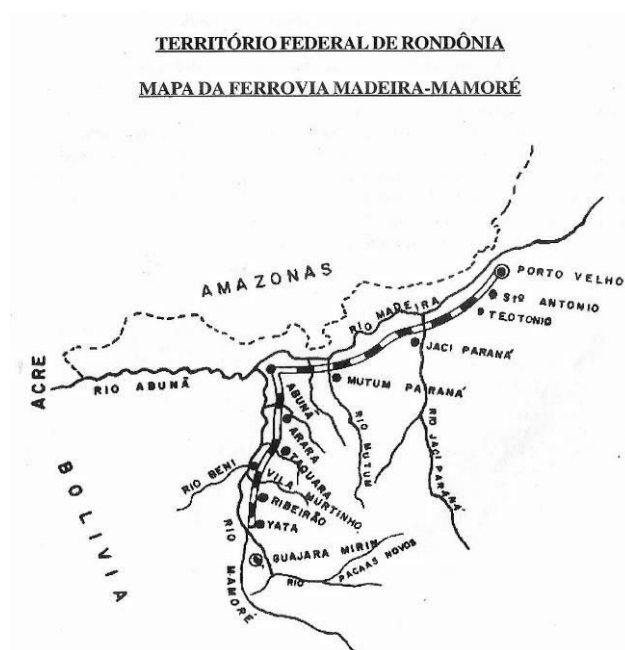 TERRITÓRIO FEDERAL DE RONDÔNIA
MAPA DA FERROVIA MADEIRA-MAMORÉ
AMAZONAS
PORTO VELHO
RIO MADEIRA
Stº ANTONIO
TEOTONIO
JACI PARANÁ
ACRE
RIO ABUNÃ
MUTUM PARANÁ
ABUNÃ
ARARA
TAQUARA
RIO MUTUM
RIO JACI PARANÁ
BOLIVIA
RIO BENI
VILA MURTINHO
RIBEIRÃO
YATA
RIO MAMORÉ
GUAJARA MIRIN
RIO PACAAS NOVOS